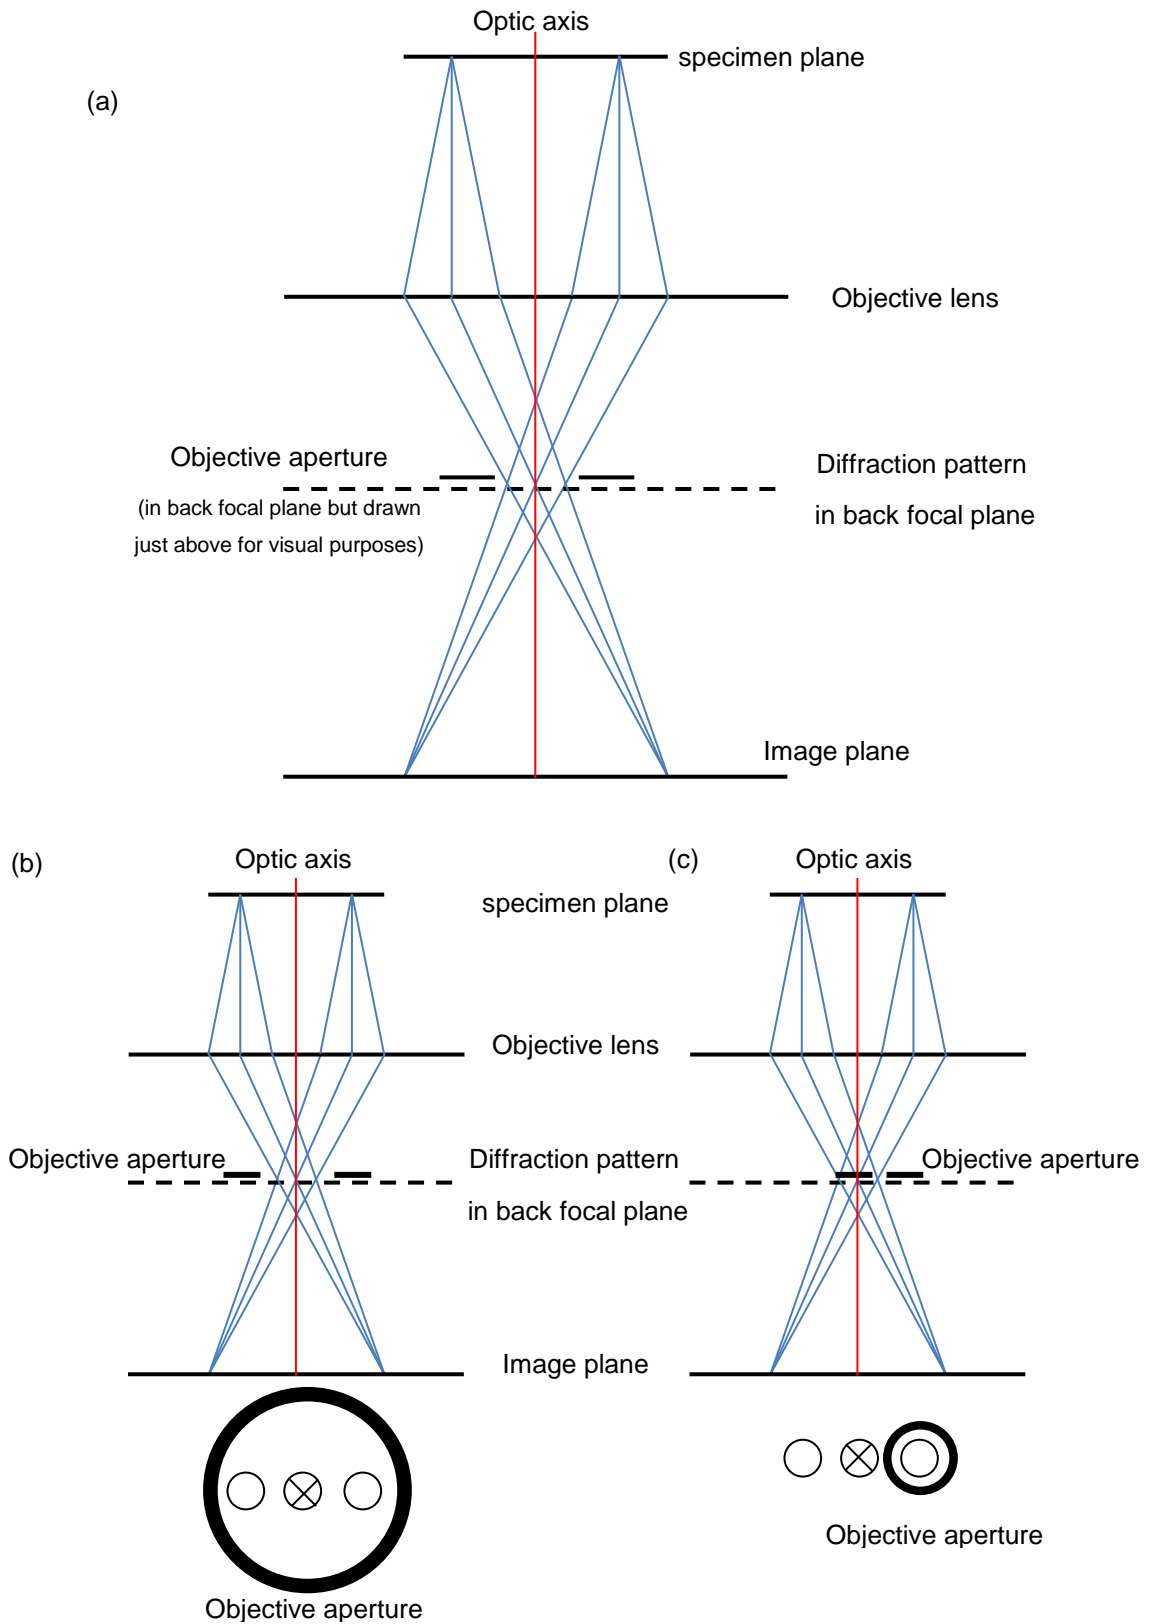 Optic axis
specimen plane
(a)
Objective lens
Objective aperture
(in back focal plane but drawn
just above for visual purposes)
Diffraction pattern
in back focal plane
Image plane
(b)
Optic axis
(c)
Optic axis
specimen plane
Objective lens
Objective aperture
Diffraction pattern
in back focal plane
Objective aperture
Image plane
Objective aperture
Objective aperture